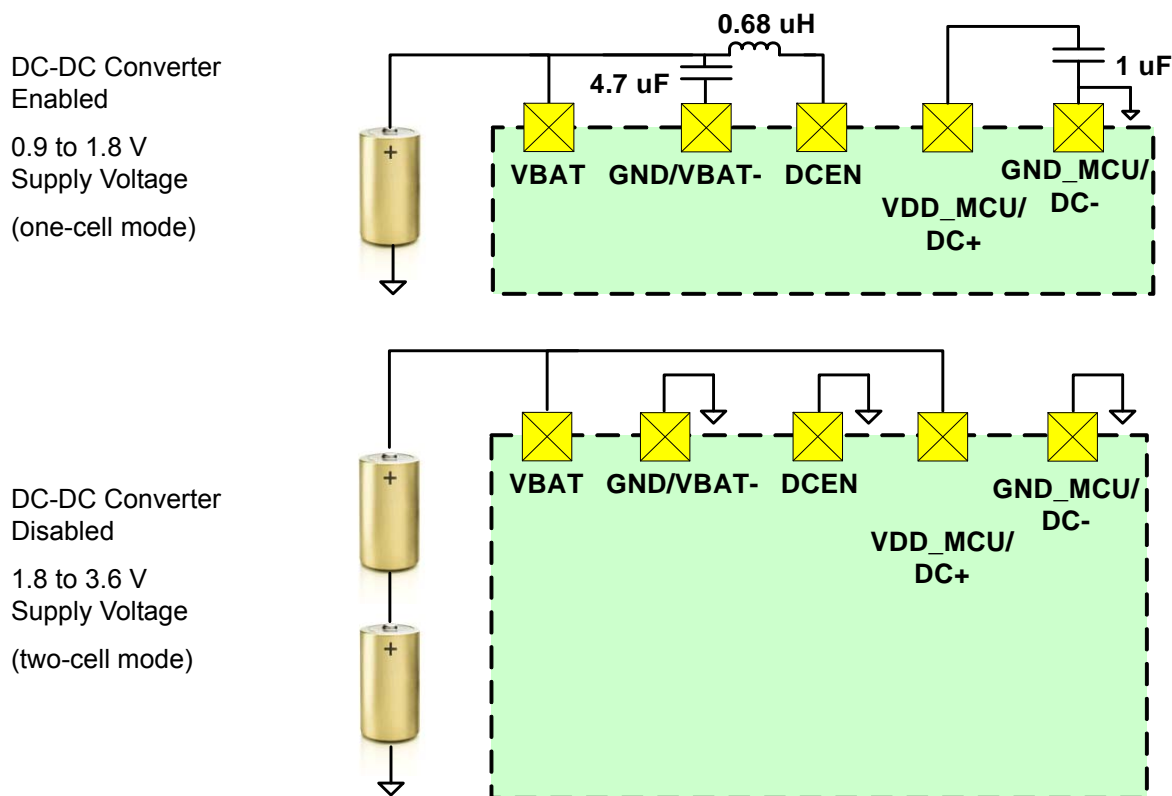 0.68 uH
DC-DC Converter
Enabled
0.9 to 1.8 V
Supply Voltage
(one-cell mode)
4.7 uF
1 uF
+
VBAT
GND/VBAT-
DCEN
VDD_MCU/
DC+
GND_MCU/
DC-
DC-DC Converter
Disabled
1.8 to 3.6 V
Supply Voltage
(two-cell mode)
+
+
VBAT
GND/VBAT-
DCEN
VDD_MCU/
DC+
GND_MCU/
DC-